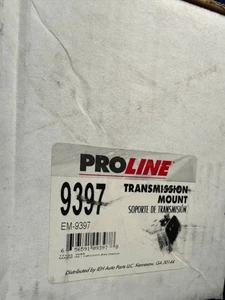 PROLINE
9397
TRANSMISSION
MOUNT
SOPORTE DE TRANSMISIÓN
EM-9397
Distributed by IEH Auto Parts LLC, Kennesaw, GA 30144